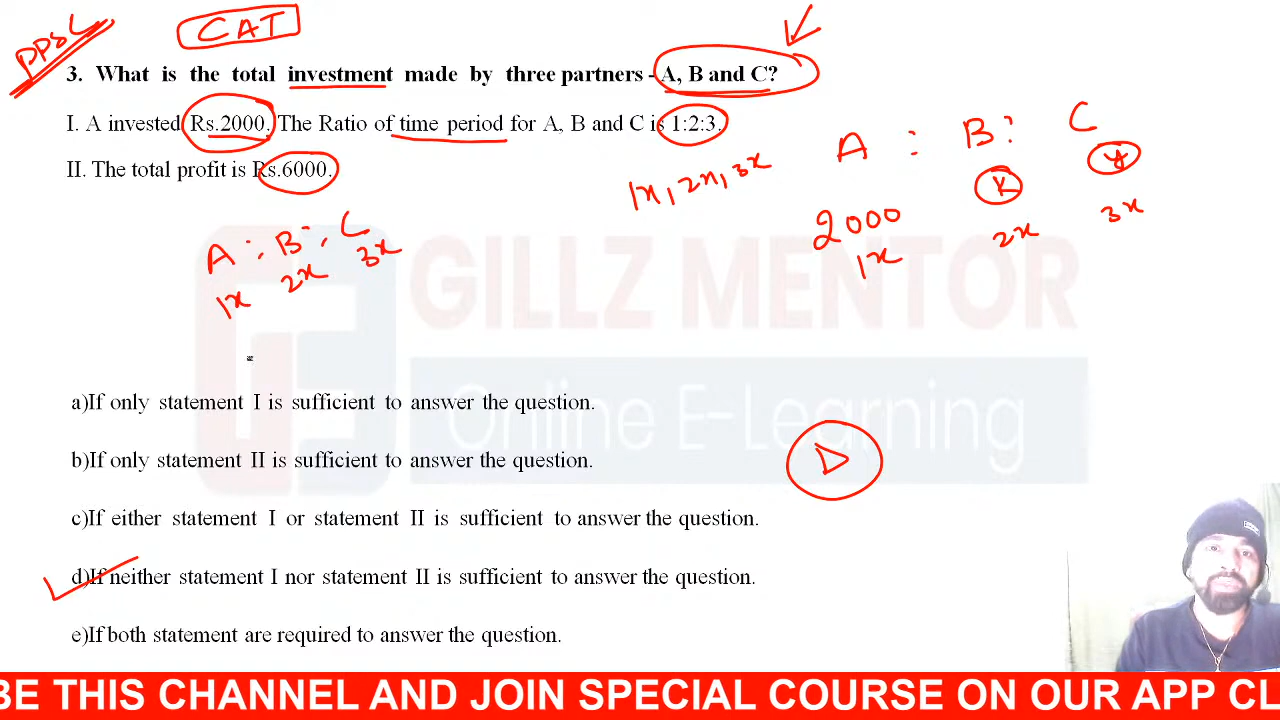 PPSC
CAT
3. What is the total investment made by three partners - A, B and C?
I. A invested Rs.2000. The Ratio of time period for A, B and C is 1:2:3.
II. The total profit is Rs.6000.
1x, 2x, 3x
A : B : C
K y
2000
1x 2x 3x
A : B : C
1x 2x 3x
GILLZ MENTOR
Online E-Learning
a)If only statement I is sufficient to answer the question.
b)If only statement II is sufficient to answer the question.
D
c)If either statement I or statement II is sufficient to answer the question.
d)If neither statement I nor statement II is sufficient to answer the question.
e)If both statement are required to answer the question.
BE THIS CHANNEL AND JOIN SPECIAL COURSE ON OUR APP CL